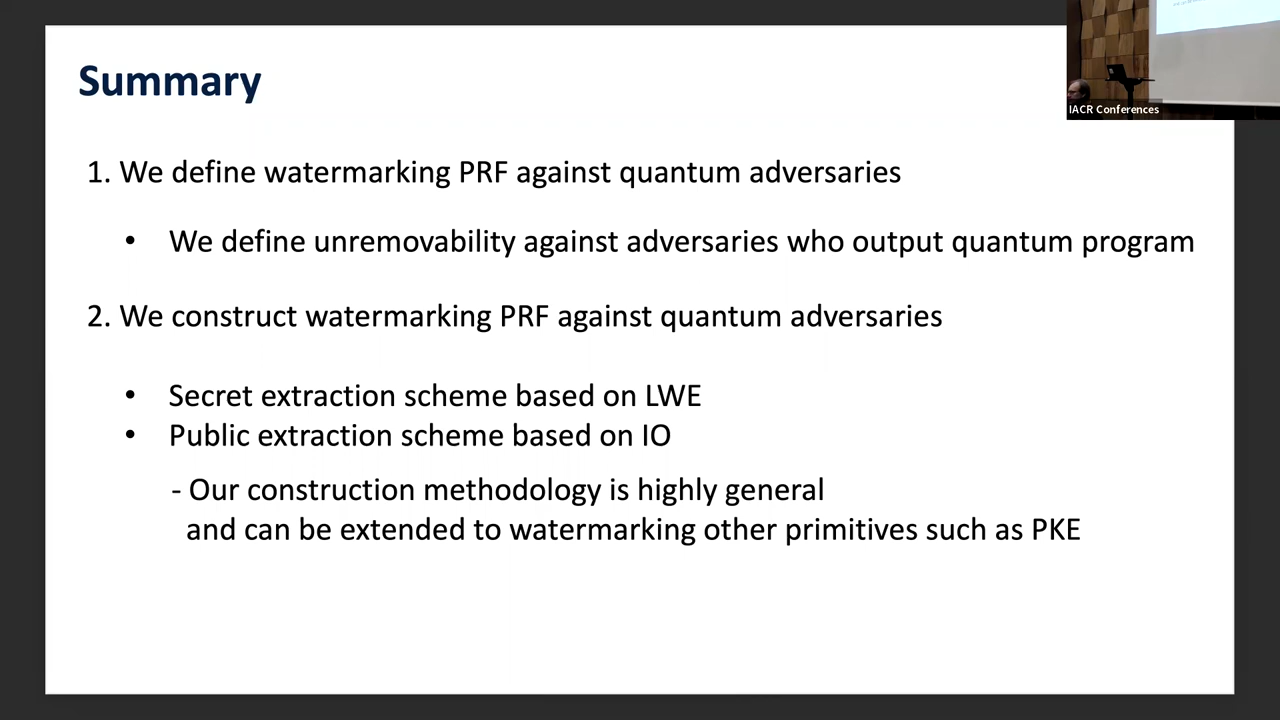 Summary
IACR Conferences
1. We define watermarking PRF against quantum adversaries
• We define unremovability against adversaries who output quantum program
2. We construct watermarking PRF against quantum adversaries
• Secret extraction scheme based on LWE
• Public extraction scheme based on IO
- Our construction methodology is highly general
and can be extended to watermarking other primitives such as PKE